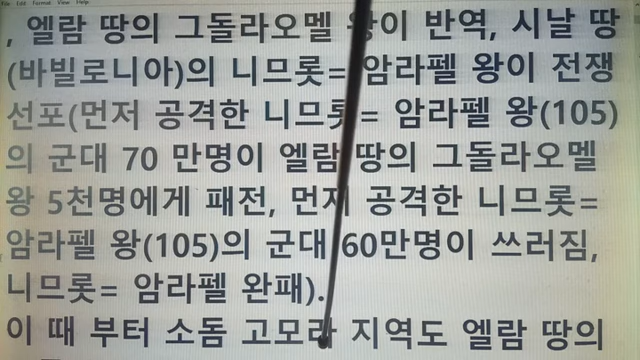 File Edit Format View Help
, 엘람 땅의 그돌라오멜 왕이 반역, 시날 땅
(바빌로니아)의 니므롯= 암라펠 왕이 전쟁
선포(먼저 공격한 니므롯= 암라펠 왕(105)
의 군대 70 만명이 엘람 땅의 그돌라오멜
왕 5천명에게 패전, 먼저 공격한 니므롯=
암라펠 왕(105)의 군대 60만명이 쓰러짐,
니므롯= 암라펠 완패).
이 때 부터 소돔 고모라 지역도 엘람 땅의